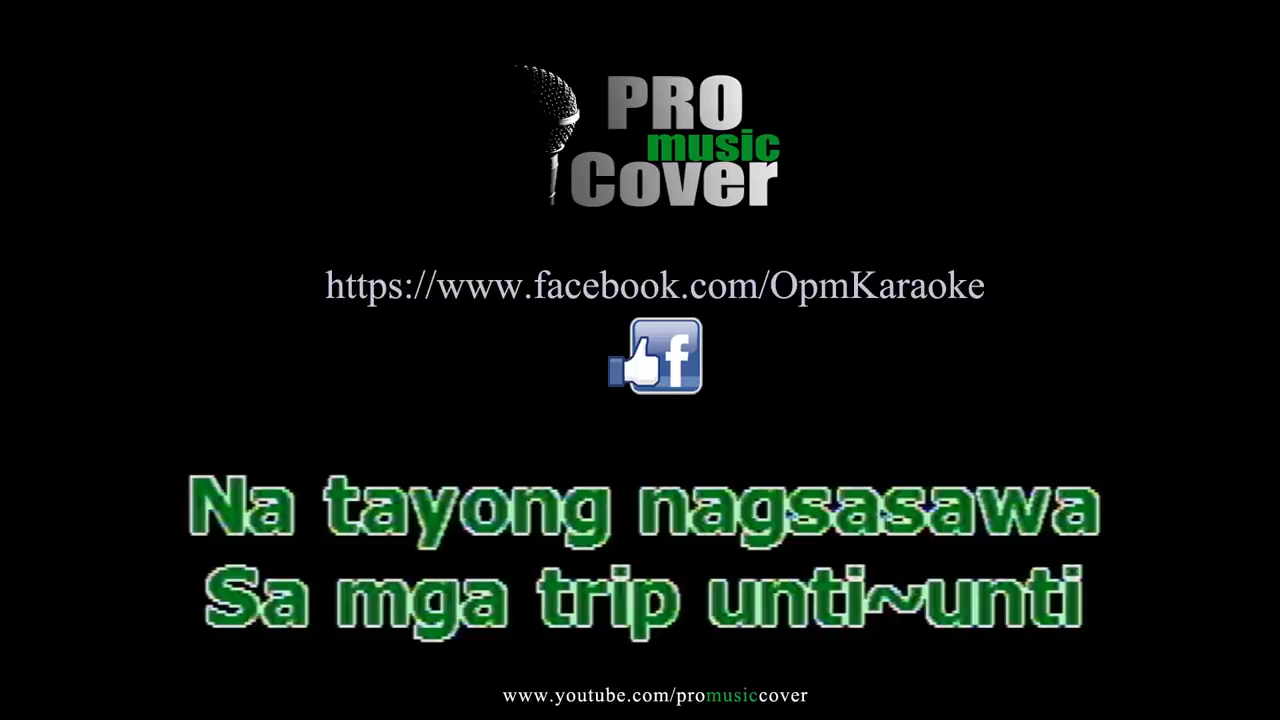 PRO
music
Cover
https://www.facebook.com/OpmKaraoke
f
Na tayong nagsasawa
Sa mga trip unti~unti
www.youtube.com/promusiccover